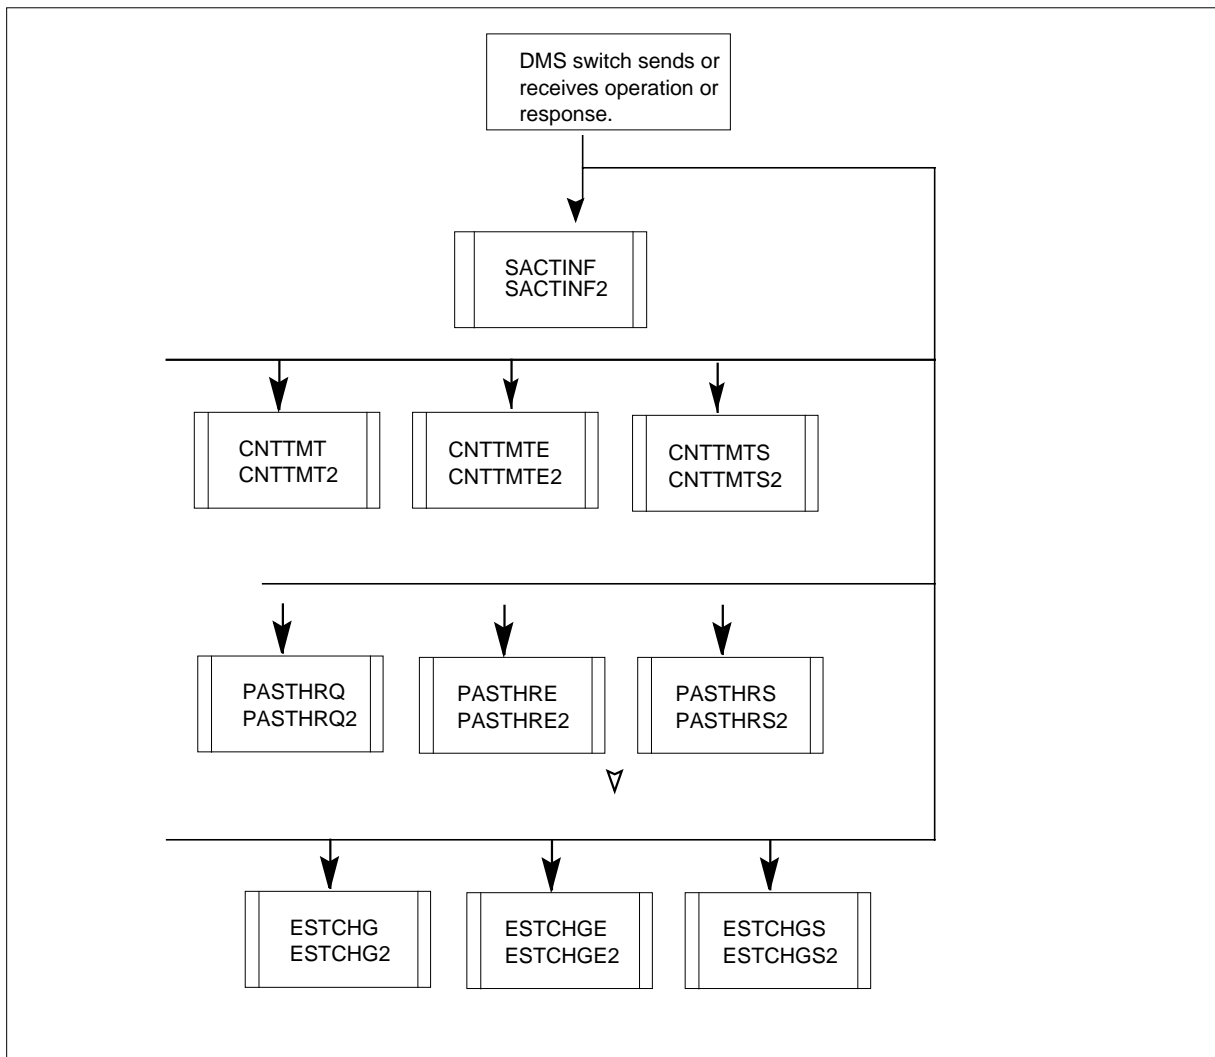 DMS switch sends or
receives operation or
response.
SACTINF
SACTINF2
CNTTMT
CNTTMT2
CNTTMTE
CNTTMTE2
CNTTMTS
CNTTMTS2
PASTHRQ
PASTHRQ2
PASTHRE
PASTHRE2
PASTHRS
PASTHRS2
ESTCHG
ESTCHG2
ESTCHGE
ESTCHGE2
ESTCHGS
ESTCHGS2